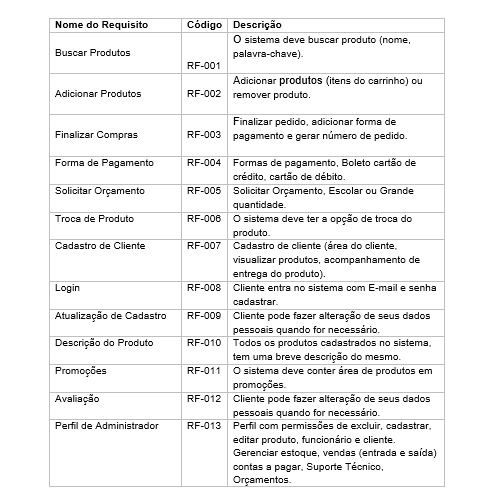 Nome do Requisito Código Descrição
Buscar Produtos RF-001 O sistema deve buscar produto (nome,
palavra-chave).
Adicionar Produtos RF-002 Adicionar produtos (itens do carrinho) ou
remover produto.
Finalizar Compras RF-003 Finalizar pedido, adicionar forma de
pagamento e gerar número de pedido.
Forma de Pagamento RF-004 Formas de pagamento, Boleto cartão de
crédito, cartão de débito.
Solicitar Orçamento RF-005 Solicitar Orçamento, Escolar ou Grande
quantidade.
Troca de Produto RF-006 O sistema deve ter a opção de troca do
produto.
Cadastro de Cliente RF-007 Cadastro de cliente (área do cliente,
visualizar produtos, acompanhamento de
entrega do produto).
Login RF-008 Cliente entra no sistema com E-mail e senha
cadastrar.
Atualização de Cadastro RF-009 Cliente pode fazer alteração de seus dados
pessoais quando for necessário.
Descrição do Produto RF-010 Todos os produtos cadastrados no sistema,
tem uma breve descrição do mesmo.
Promoções RF-011 O sistema deve conter área de produtos em
promoções.
Avaliação RF-012 Cliente pode fazer alteração de seus dados
pessoais quando for necessário.
Perfil de Administrador RF-013 Perfil com permissões de excluir, cadastrar,
editar produto, funcionário e cliente.
Gerenciar estoque, vendas (entrada e saída)
contas a pagar, Suporte Técnico,
Orçamentos.